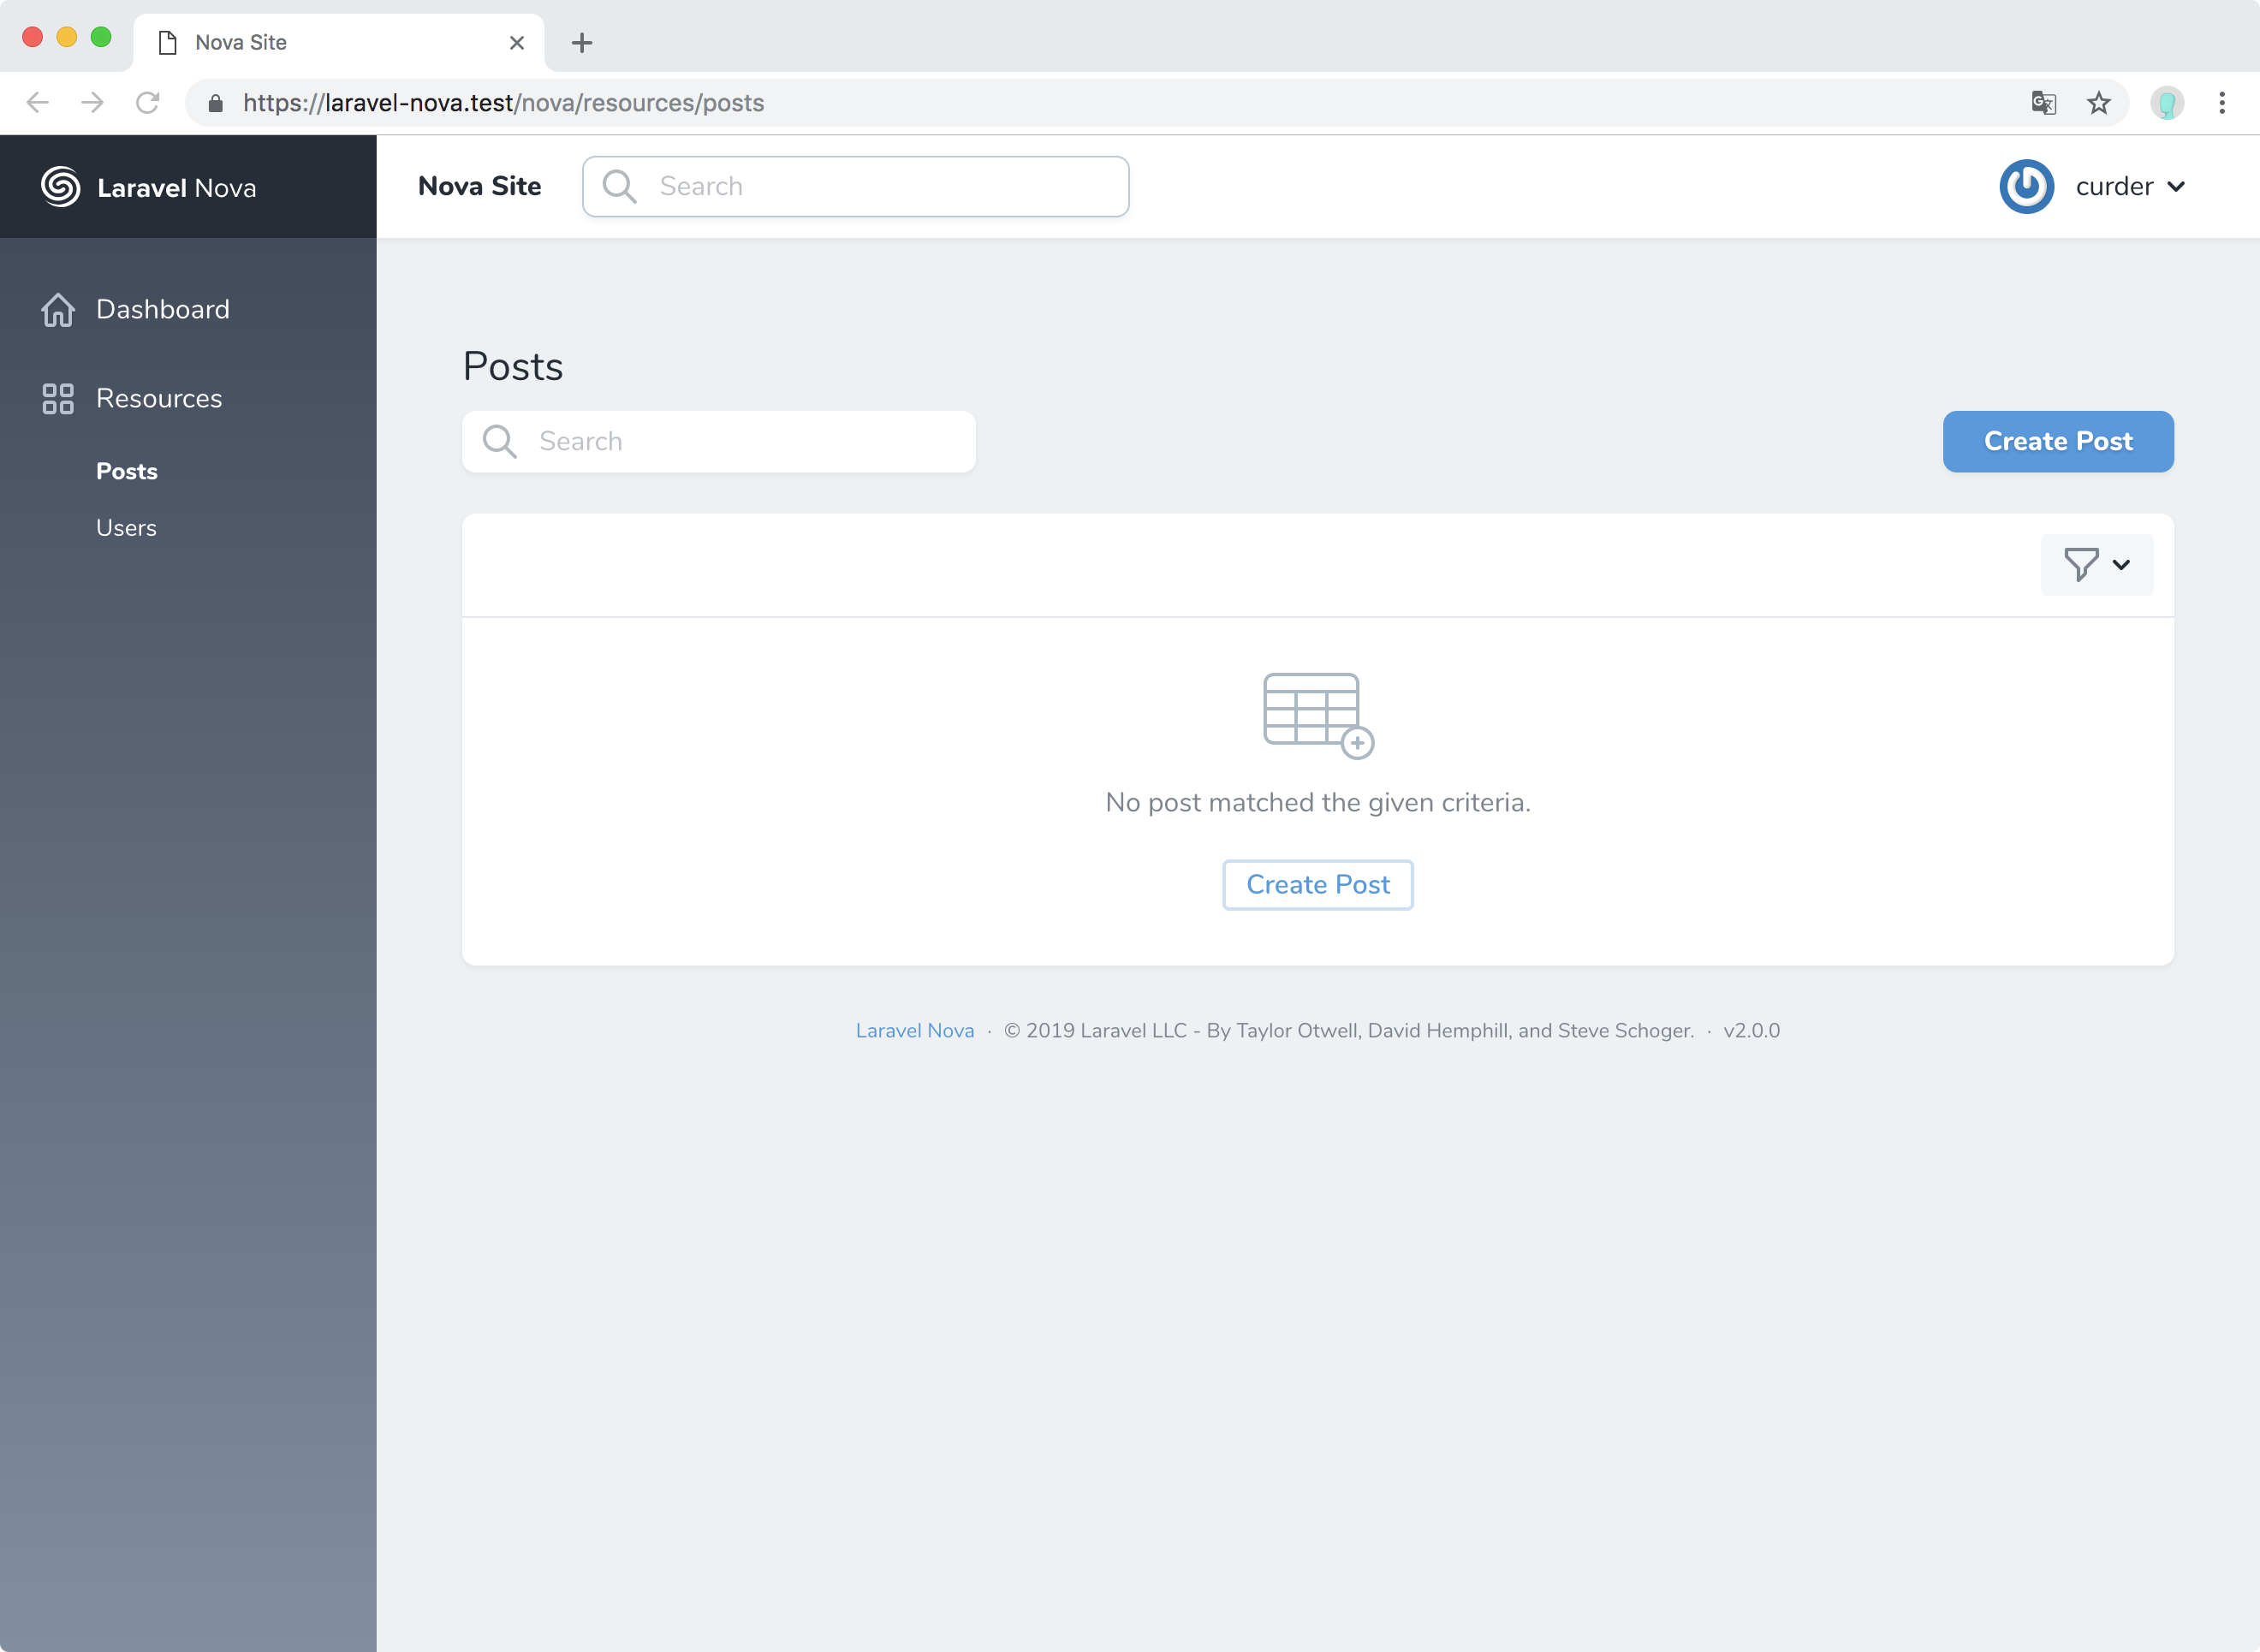 Nova Site
https://laravel-nova.test/nova/resources/posts
Laravel Nova
Nova Site
Search
curder
Dashboard
Resources
Posts
Users
Posts
Search
Create Post
No post matched the given criteria.
Create Post
Laravel Nova · © 2019 Laravel LLC - By Taylor Otwell, David Hemphill, and Steve Schoger. · v2.0.0